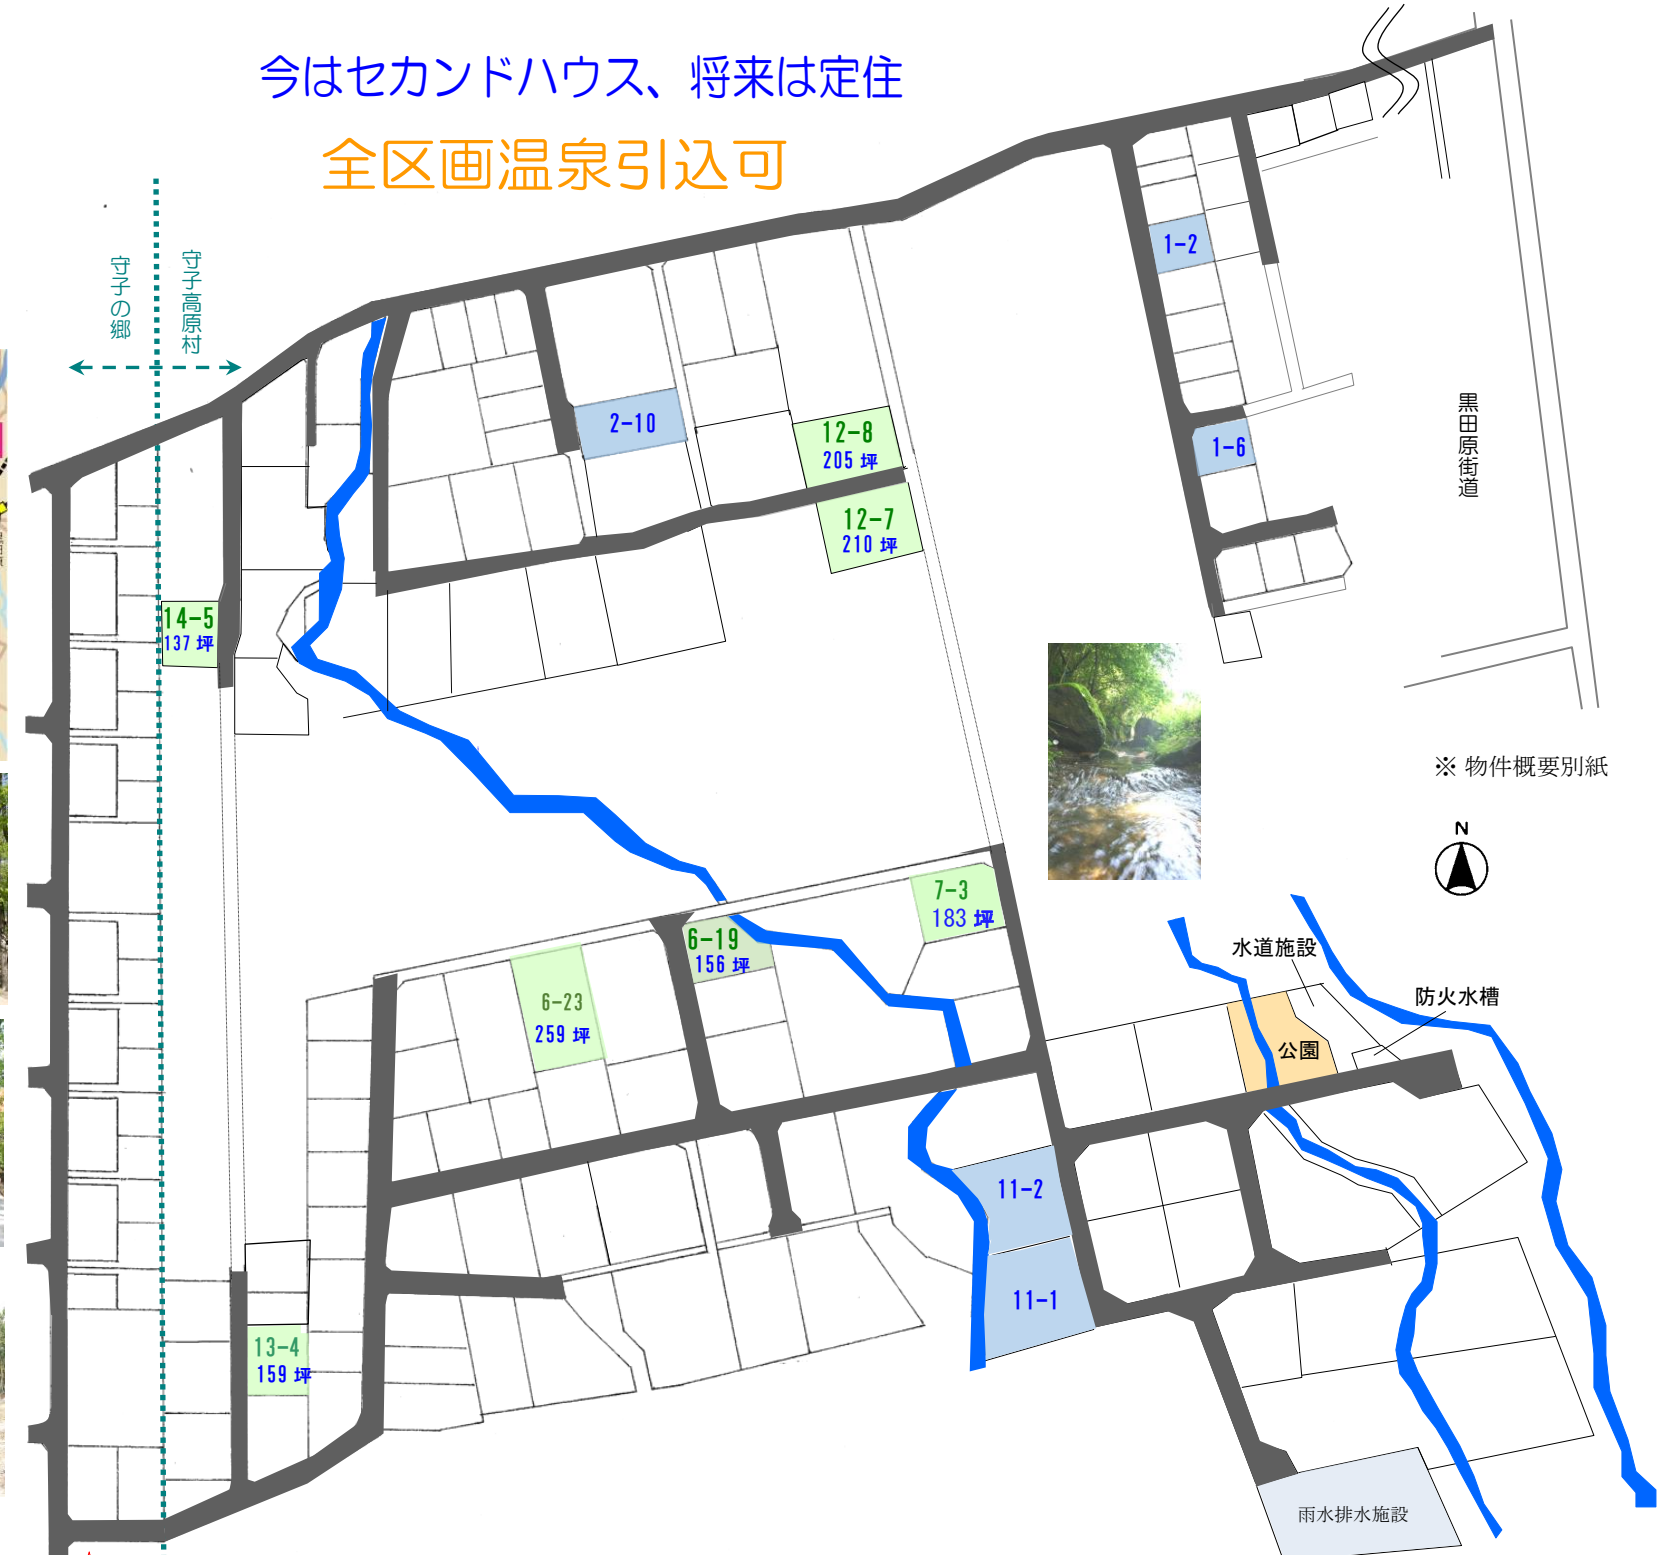 今はセカンドハウス、将来は定住
全区画温泉引込可
守子の郷
守子高原村
1-2
2-10
12-8
205 坪
1-6
黒田原街道
12-7
210 坪
14-5
137 坪
※ 物件概要別紙
N
7-3
183 坪
6-19
156 坪
水道施設
6-23
259 坪
防火水槽
公園
11-2
11-1
13-4
159 坪
雨水排水施設